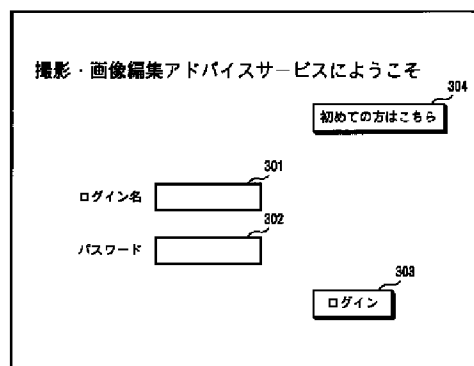 撮影・画像編集アドバイスサービスにようこそ
304
初めての方はこちら
301
ログイン名
302
パスワード
303
ログイン